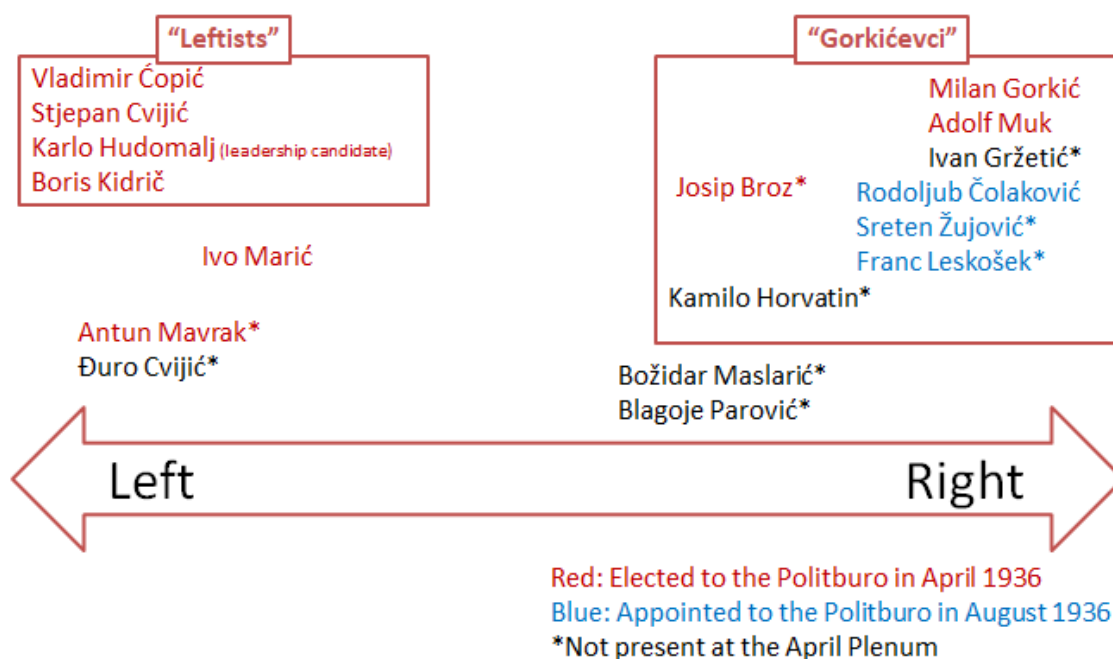 “Leftists”
Vladimir Ćopić
Stjepan Cvijić
Karlo Hudomalj (leadership candidate)
Boris Kidrič
Ivo Marić
Antun Mavrak*
Đuro Cvijić*
“Gorkićevci”
Milan Gorkić
Adolf Muk
Ivan Gržetić*
Josip Broz*
Rodoljub Čolaković
Sreten Žujović*
Franc Leskošek*
Kamilo Horvatin*
Božidar Maslarić*
Blagoje Parović*
Left
Right
Red: Elected to the Politburo in April 1936
Blue: Appointed to the Politburo in August 1936
*Not present at the April Plenum